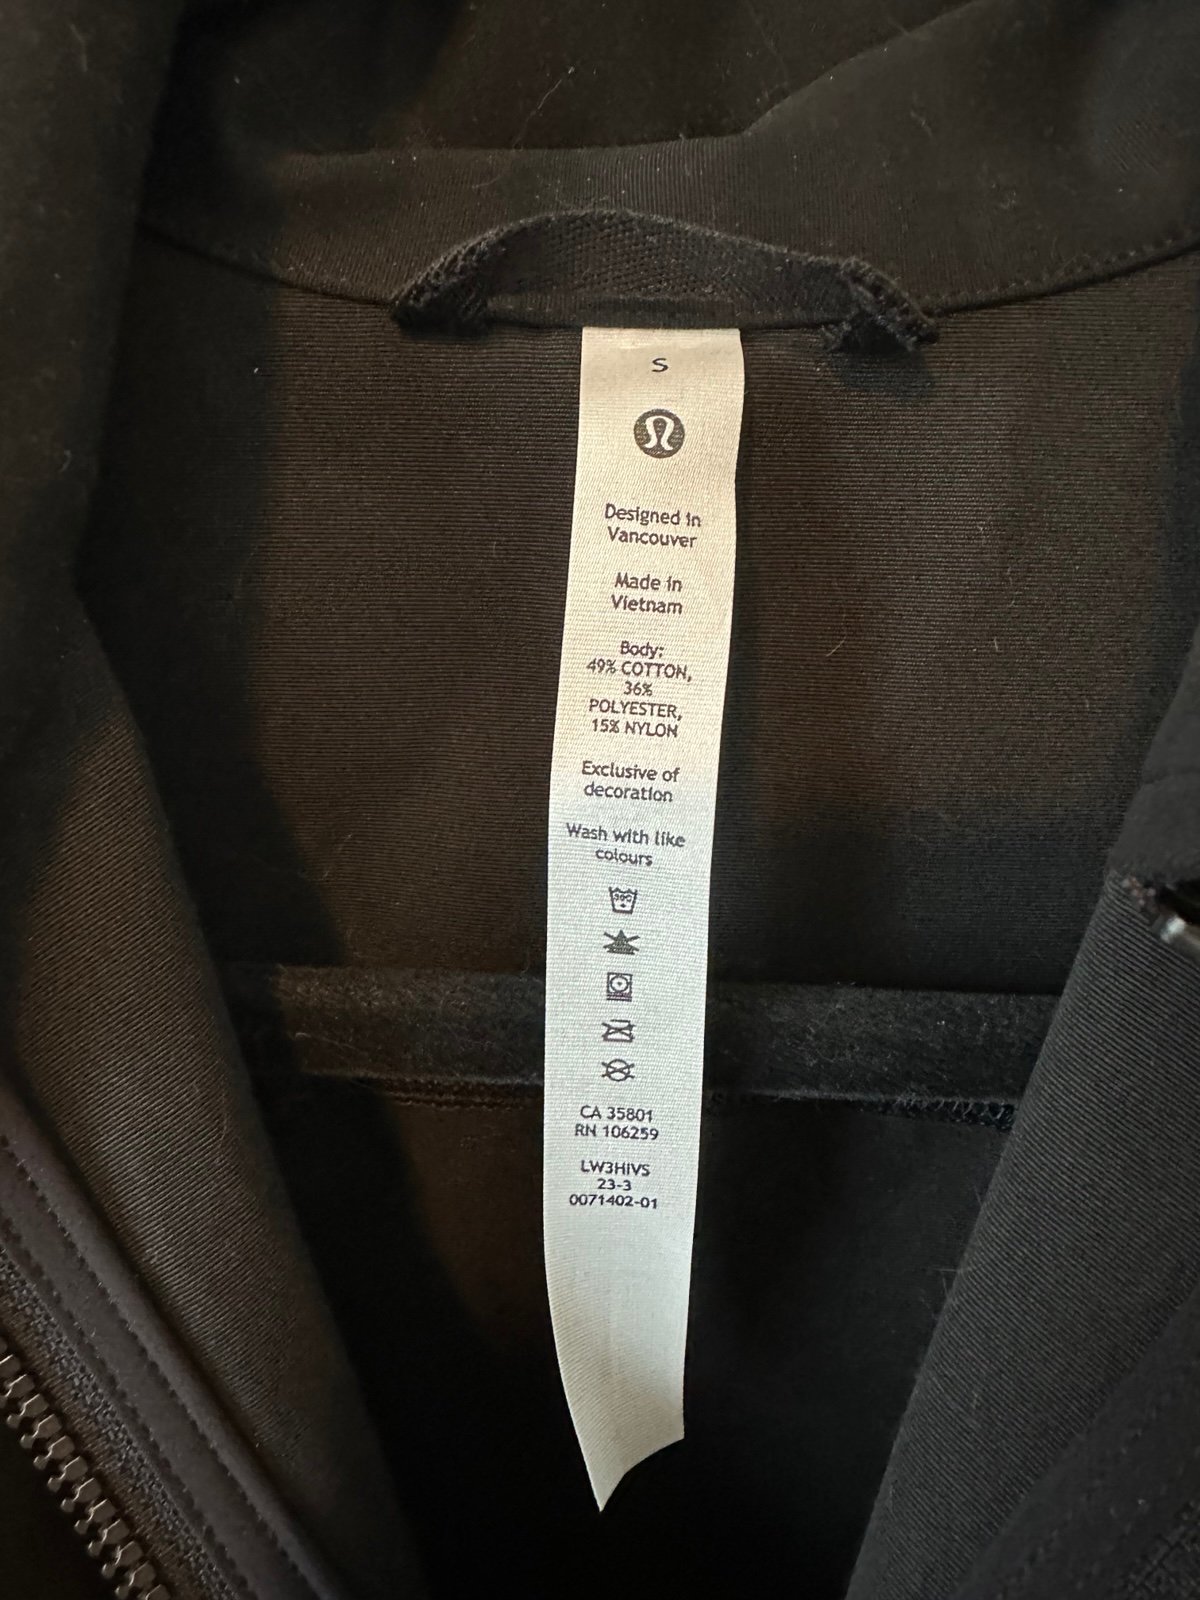 S
Designed in
Vancouver
Made in
Vietnam
Body:
49% COTTON,
36%
POLYESTER,
15% NYLON
Exclusive of
decoration
Wash with like
colours
30C
CA 35801
RN 106259
LW3HIVS
23-3
0071402-01